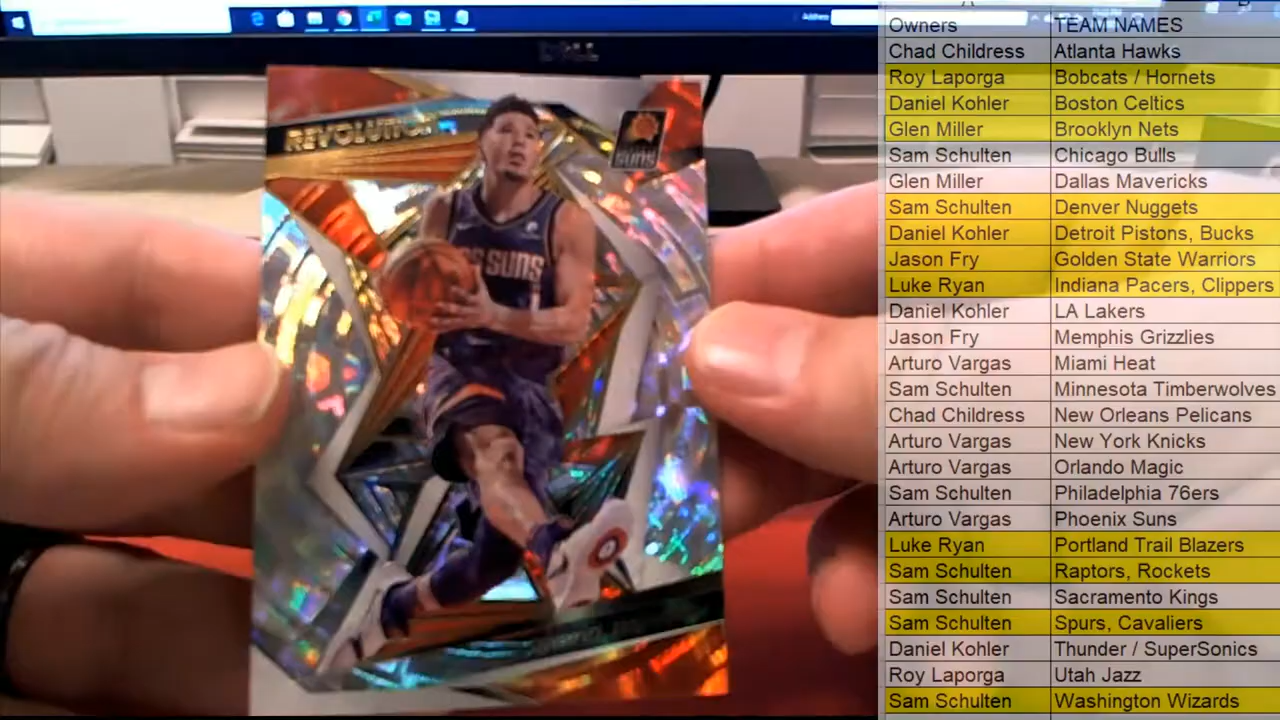 Address
DELL
REVOLUTION
SUNS
SUNS
1
Owners TEAM NAMES
Chad Childress Atlanta Hawks
Roy Laporga Bobcats / Hornets
Daniel Kohler Boston Celtics
Glen Miller Brooklyn Nets
Sam Schulten Chicago Bulls
Glen Miller Dallas Mavericks
Sam Schulten Denver Nuggets
Daniel Kohler Detroit Pistons, Bucks
Jason Fry Golden State Warriors
Luke Ryan Indiana Pacers, Clippers
Daniel Kohler LA Lakers
Jason Fry Memphis Grizzlies
Arturo Vargas Miami Heat
Sam Schulten Minnesota Timberwolves
Chad Childress New Orleans Pelicans
Arturo Vargas New York Knicks
Arturo Vargas Orlando Magic
Sam Schulten Philadelphia 76ers
Arturo Vargas Phoenix Suns
Luke Ryan Portland Trail Blazers
Sam Schulten Raptors, Rockets
Sam Schulten Sacramento Kings
Sam Schulten Spurs, Cavaliers
Daniel Kohler Thunder / SuperSonics
Roy Laporga Utah Jazz
Sam Schulten Washington Wizards